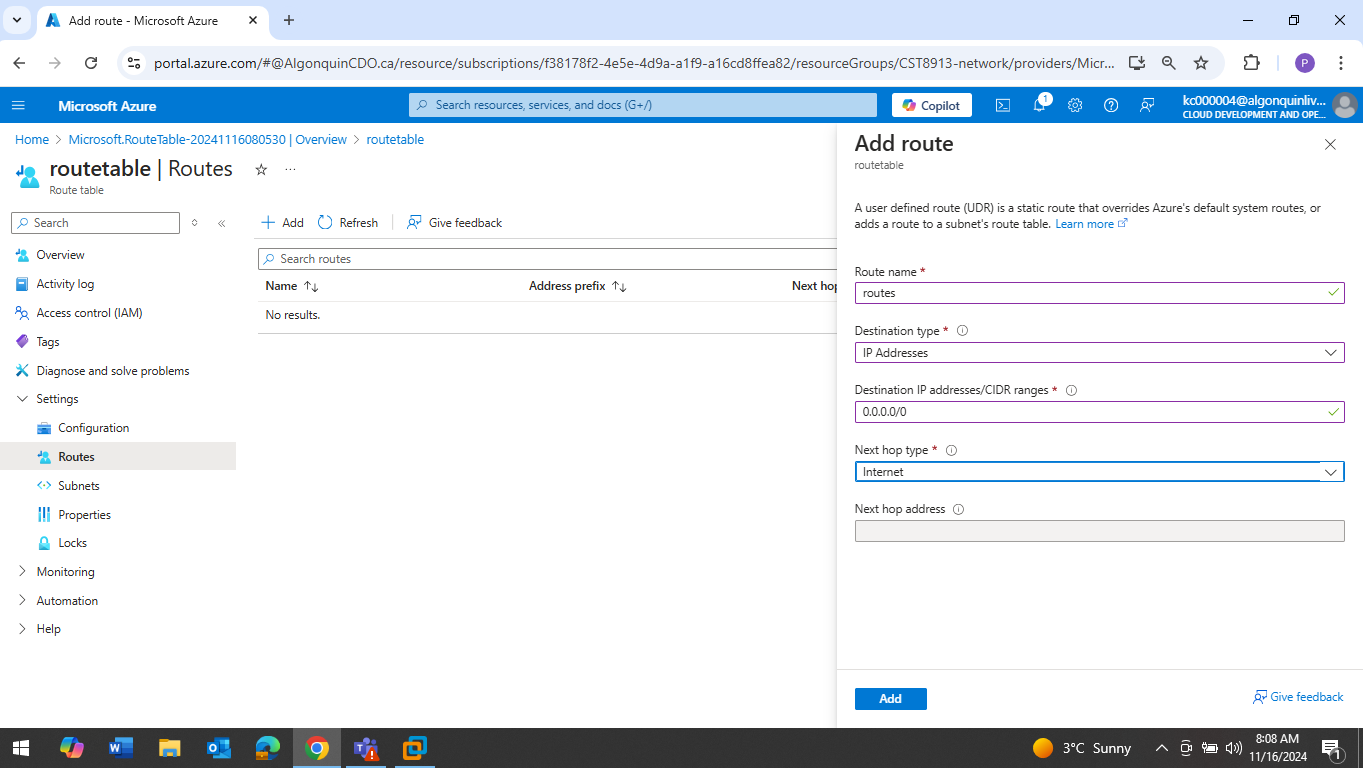 Add route - Microsoft Azure
portal.azure.com/#@AlgonquinCDO.ca/resource/subscriptions/f38178f2-4e5e-4d9a-a1f9-a16cd8ffea82/resourceGroups/CST8913-network/providers/Micr...
P
Microsoft Azure
Search resources, services, and docs (G+/)
Copilot
1
kc000004@algonquinliv...
CLOUD DEVELOPMENT AND OPE...
Home > Microsoft.RouteTable-20241116080530 | Overview > routetable
routetable | Routes
...
Route table
Search
Overview
Activity log
Access control (IAM)
Tags
Diagnose and solve problems
Settings
Configuration
Routes
Subnets
Properties
Locks
Monitoring
Automation
Help
Add
Refresh
Give feedback
Search routes
Name
Address prefix
Next hop
No results.
Add route
routetable
A user defined route (UDR) is a static route that overrides Azure's default system routes, or
adds a route to a subnet's route table. Learn more
Route name *
routes
Destination type *
IP Addresses
Destination IP addresses/CIDR ranges *
0.0.0.0/0
Next hop type *
Internet
Next hop address
Add
Give feedback
3°C Sunny
8:08 AM
11/16/2024
1